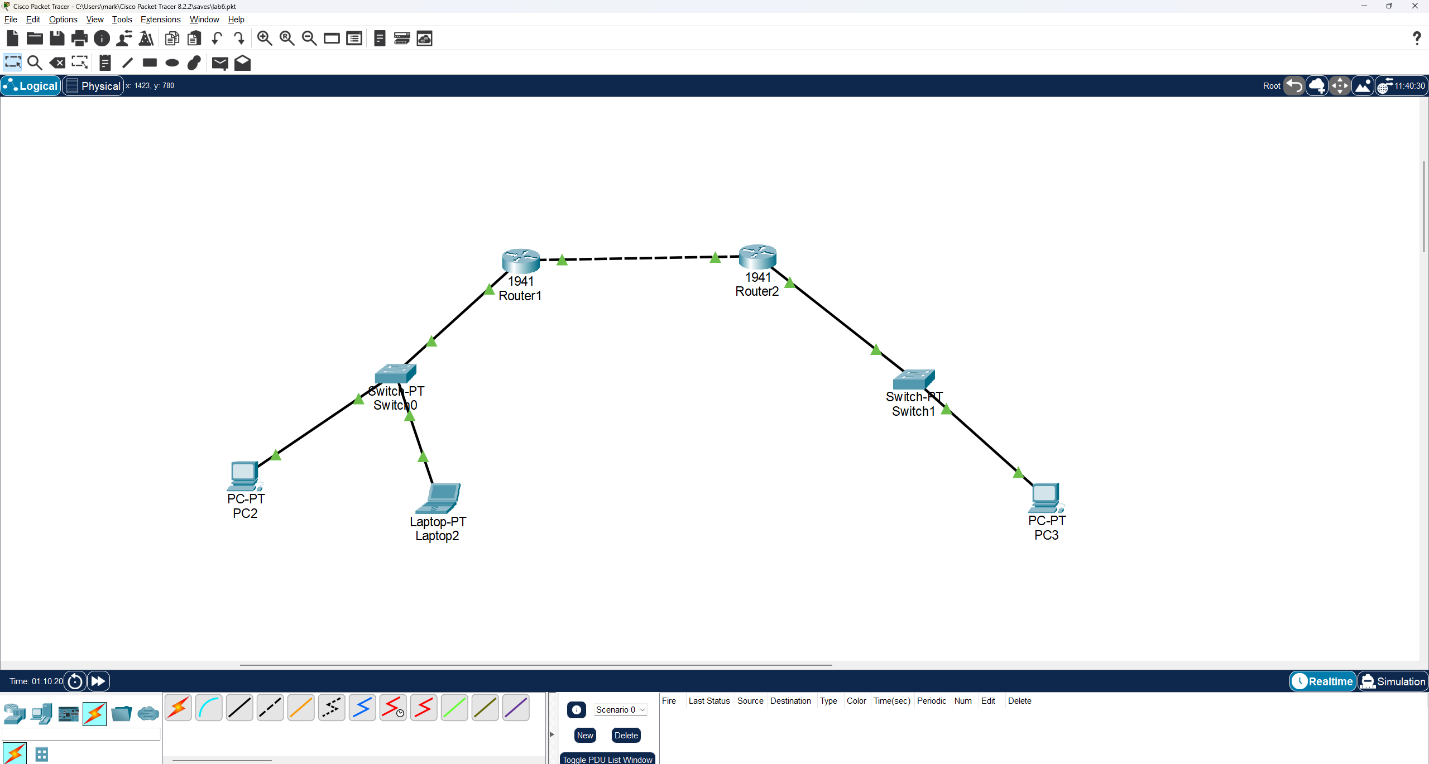 Cisco Packet Tracer - C:\Users\mark\Cisco Packet Tracer 8.2.2\saves\lab6.pkt
File Edit Options View Tools Extensions Window Help
Logical Physical x: 1423, y: 780 Root 11:40:30
1941
Router1
1941
Router2
Switch-PT
Switch0
Switch-PT
Switch1
PC-PT
PC2
Laptop-PT
Laptop2
PC-PT
PC3
Time: 01:10:20 Realtime Simulation
Scenario 0
New Delete
Toggle PDU List Window
Fire Last Status Source Destination Type Color Time(sec) Periodic Num Edit Delete